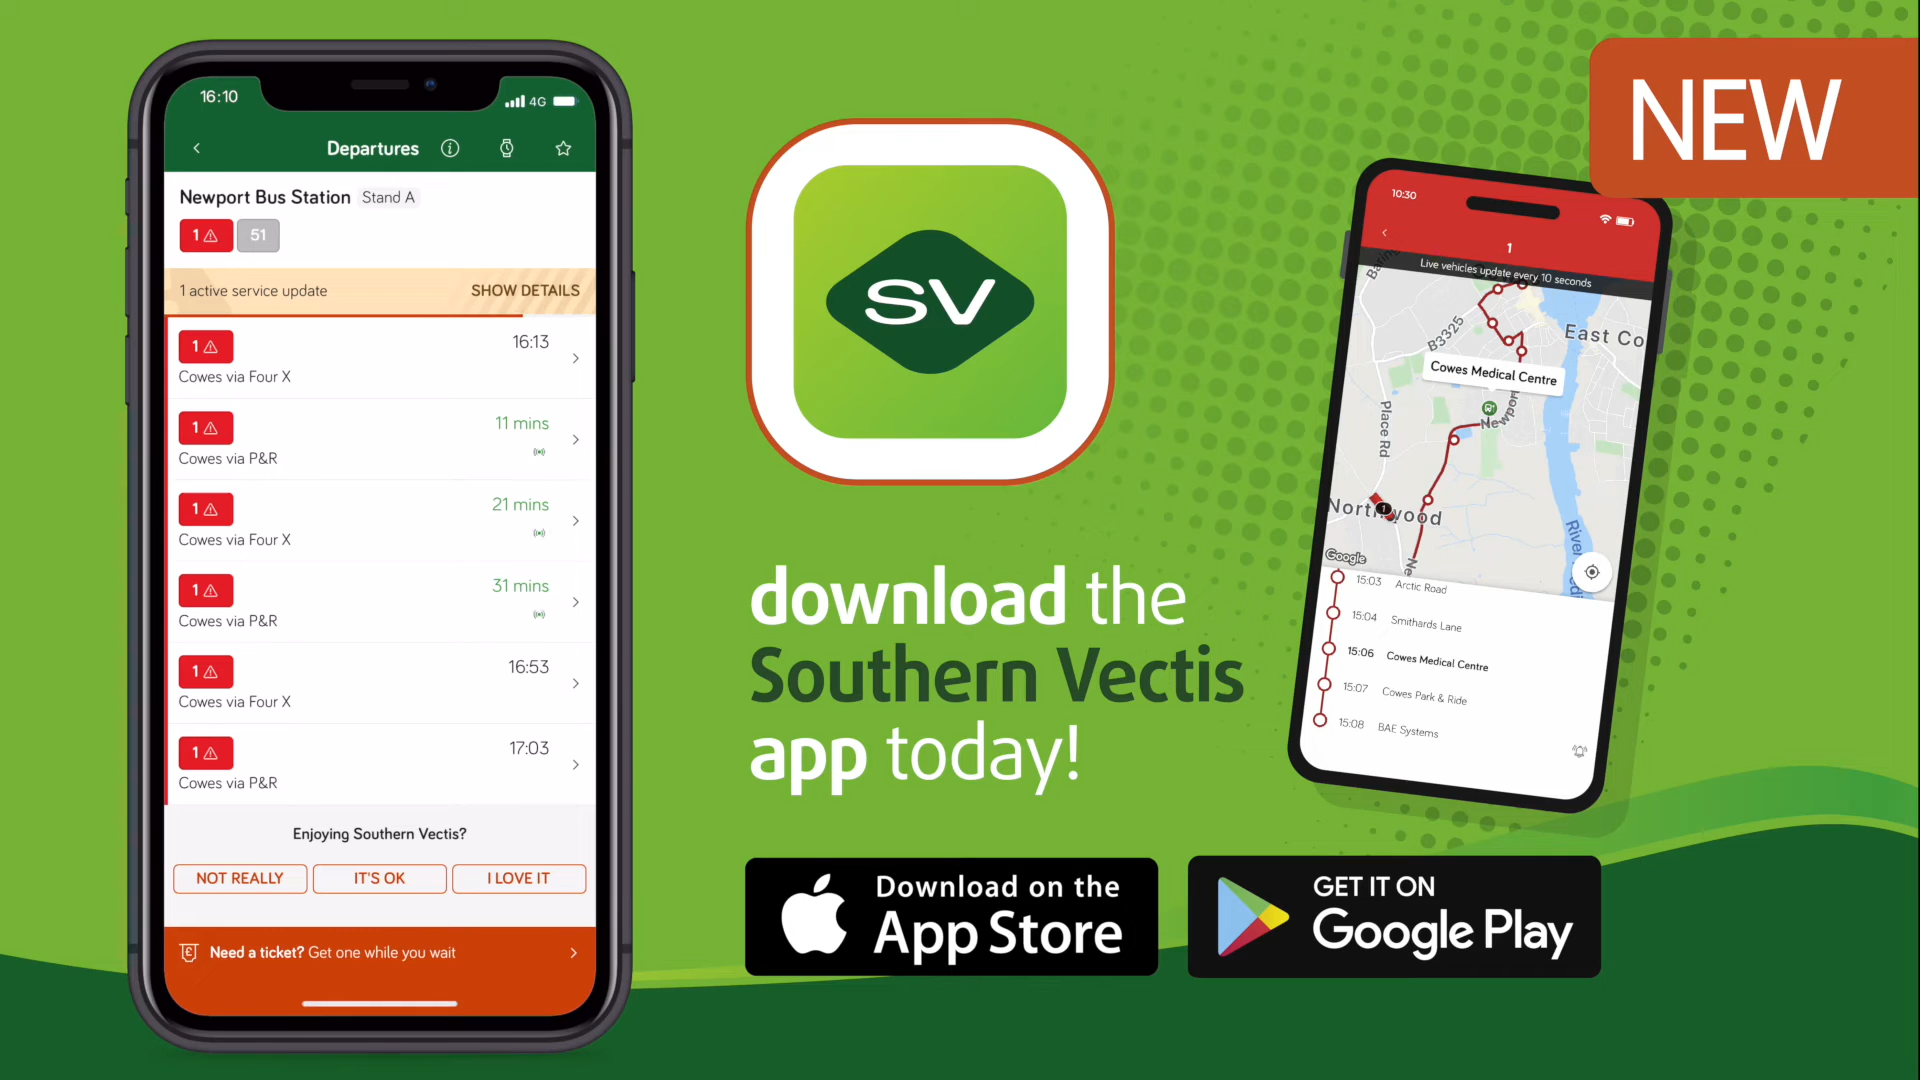 16:10
4G
Departures
Newport Bus Station Stand A
1 51
1 active service update SHOW DETAILS
1 16:13
Cowes via Four X
1 11 mins
Cowes via P&R
1 21 mins
Cowes via Four X
1 31 mins
Cowes via P&R
1 16:53
Cowes via Four X
1 17:03
Cowes via P&R
Enjoying Southern Vectis?
NOT REALLY IT'S OK I LOVE IT
Need a ticket? Get one while you wait
SV
download the
Southern Vectis
app today!
Download on the
App Store
GET IT ON
Google Play
NEW
10:30
1
Live vehicles update every 10 seconds
B3325
East Co
Cowes Medical Centre
Place Rd
Newpor
Northwood
1
River
Google
Ne
15:03 Arctic Road
15:04 Smithards Lane
15:06 Cowes Medical Centre
15:07 Cowes Park & Ride
15:08 BAE Systems